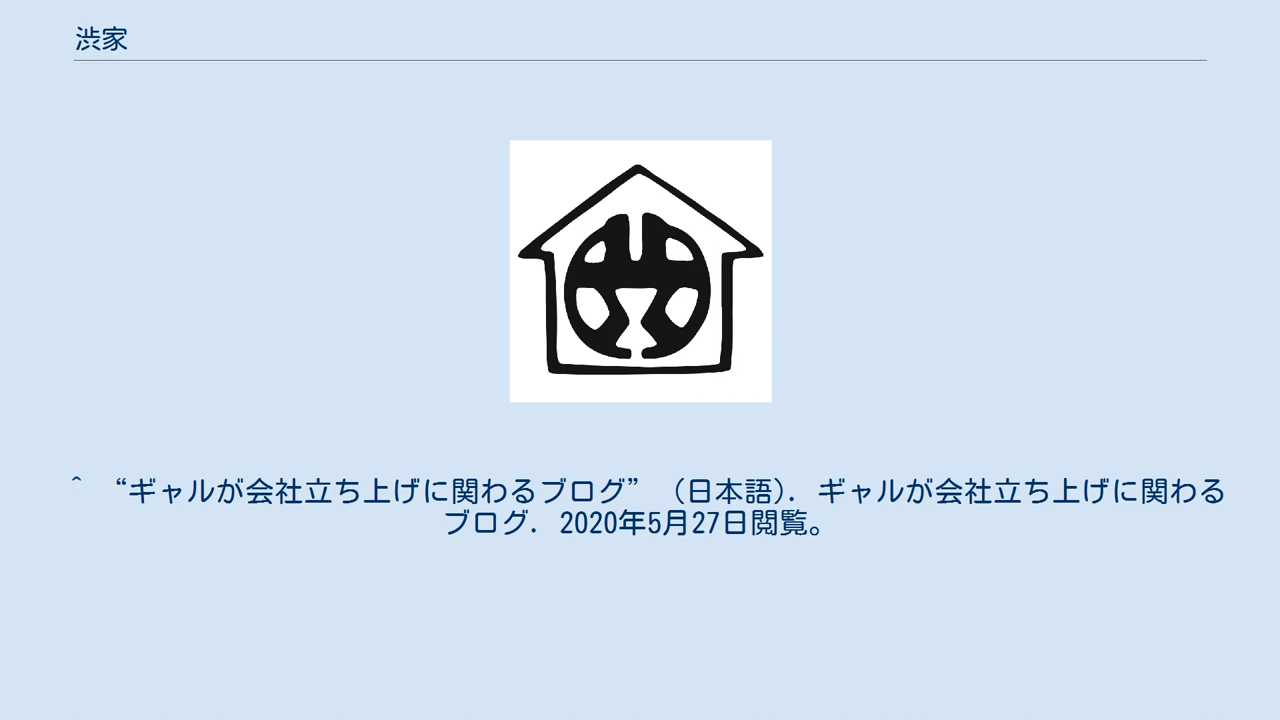 渋家
^ “ギャルが会社立ち上げに関わるブログ” (日本語). ギャルが会社立ち上げに関わる
ブログ. 2020年5月27日閲覧。